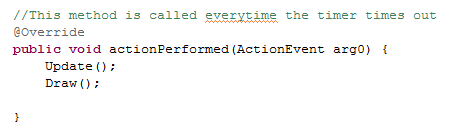 //This method is called everytime the timer times out
@Override
public void actionPerformed(ActionEvent arg0) {
    Update();
    Draw();

}